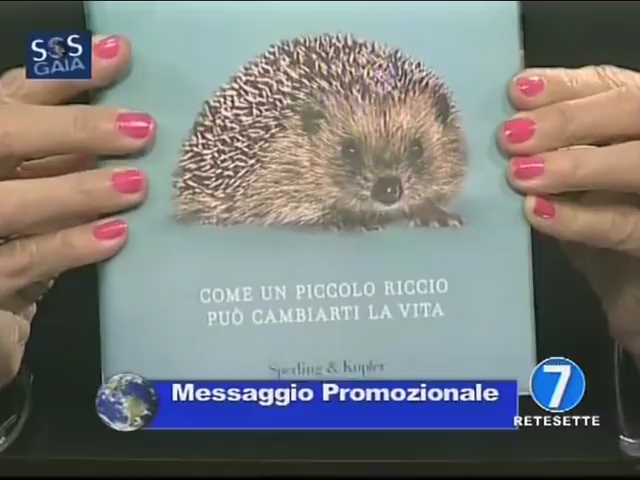 SOS
GAIA
COME UN PICCOLO RICCIO
PUÒ CAMBIARTI LA VITA
Sperling & Kupfer
Messaggio Promozionale
7
RETESETTE